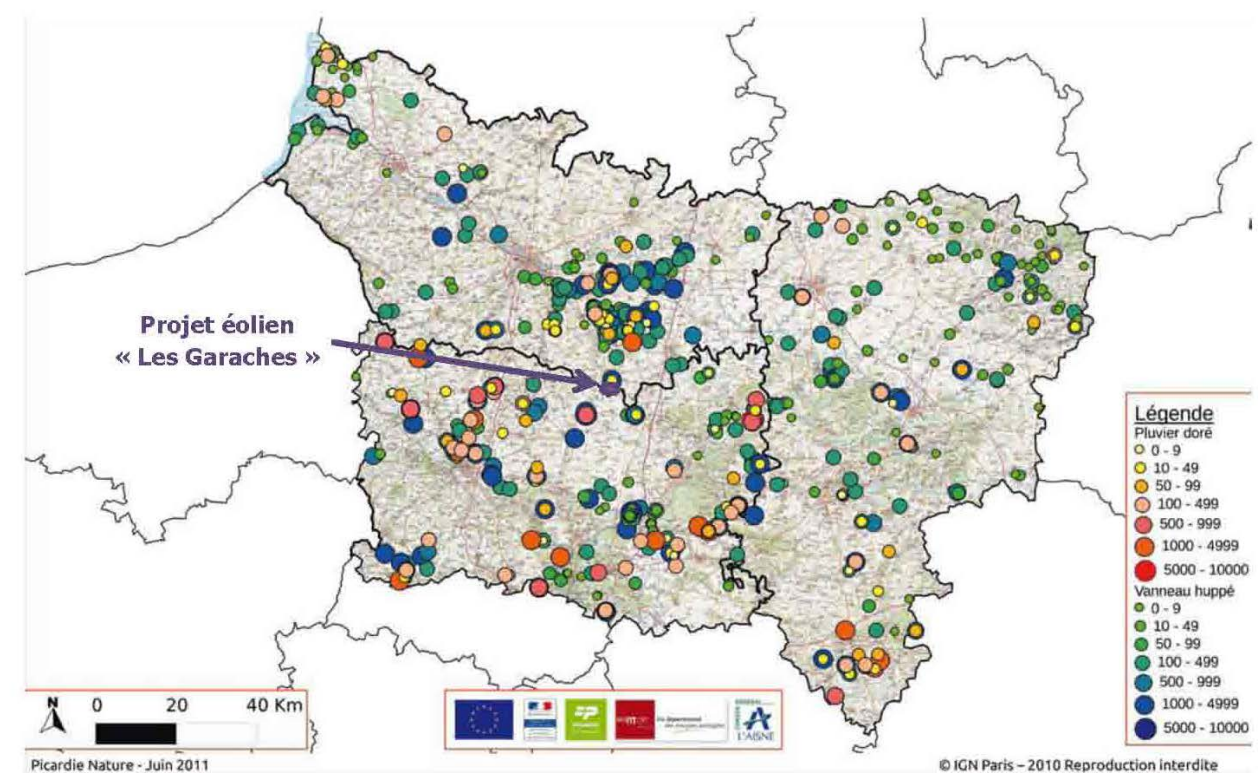 Projet éolien
« Les Garaches »
Légende
Pluvier doré
0 - 9
10 - 49
50 - 99
100 - 499
500 - 999
1000 - 4999
5000 - 10000
Vanneau huppé
0 - 9
10 - 49
50 - 99
100 - 499
500 - 999
1000 - 4999
5000 - 10000
N
0 20 40 Km
L'AISNE
Picardie Nature - Juin 2011
© IGN Paris – 2010 Reproduction interdite